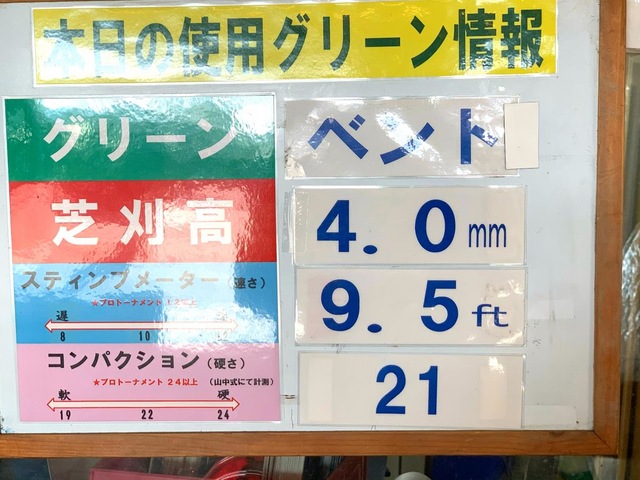 本日の使用グリーン情報
グリーン ベント
芝刈高 4.0mm
スティンプメーター(速さ) 9.5ft
★プロトーナメント
遅
8 10
コンパクション(硬さ) 21
★プロトーナメント 24以上 (山中式にて計測)
軟 硬
19 22 24